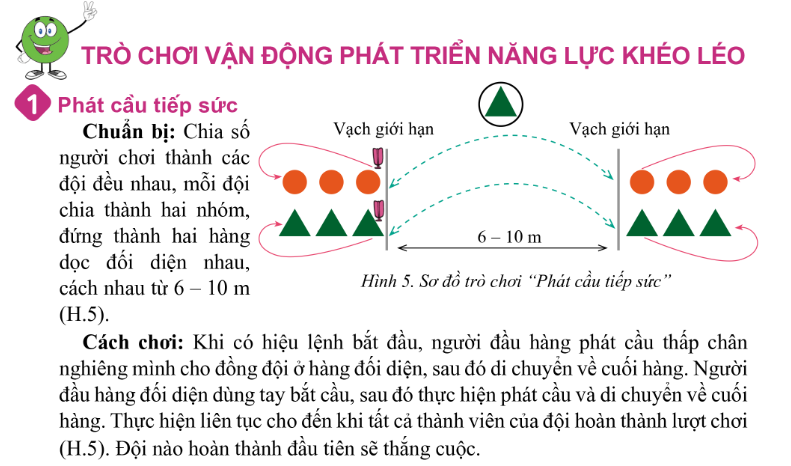 TRÒ CHƠI VẬN ĐỘNG PHÁT TRIỂN NĂNG LỰC KHÉO LÉO
1 Phát cầu tiếp sức
Chuẩn bị: Chia số
người chơi thành các
đội đều nhau, mỗi đội
chia thành hai nhóm,
đứng thành hai hàng
dọc đối diện nhau,
cách nhau từ 6 – 10 m
(H.5).
Vạch giới hạn
Vạch giới hạn
6 – 10 m
Hình 5. Sơ đồ trò chơi “Phát cầu tiếp sức”
Cách chơi: Khi có hiệu lệnh bắt đầu, người đầu hàng phát cầu thấp chân
nghiêng mình cho đồng đội ở hàng đối diện, sau đó di chuyển về cuối hàng. Người
đầu hàng đối diện dùng tay bắt cầu, sau đó thực hiện phát cầu và di chuyển về cuối
hàng. Thực hiện liên tục cho đến khi tất cả thành viên của đội hoàn thành lượt chơi
(H.5). Đội nào hoàn thành đầu tiên sẽ thắng cuộc.